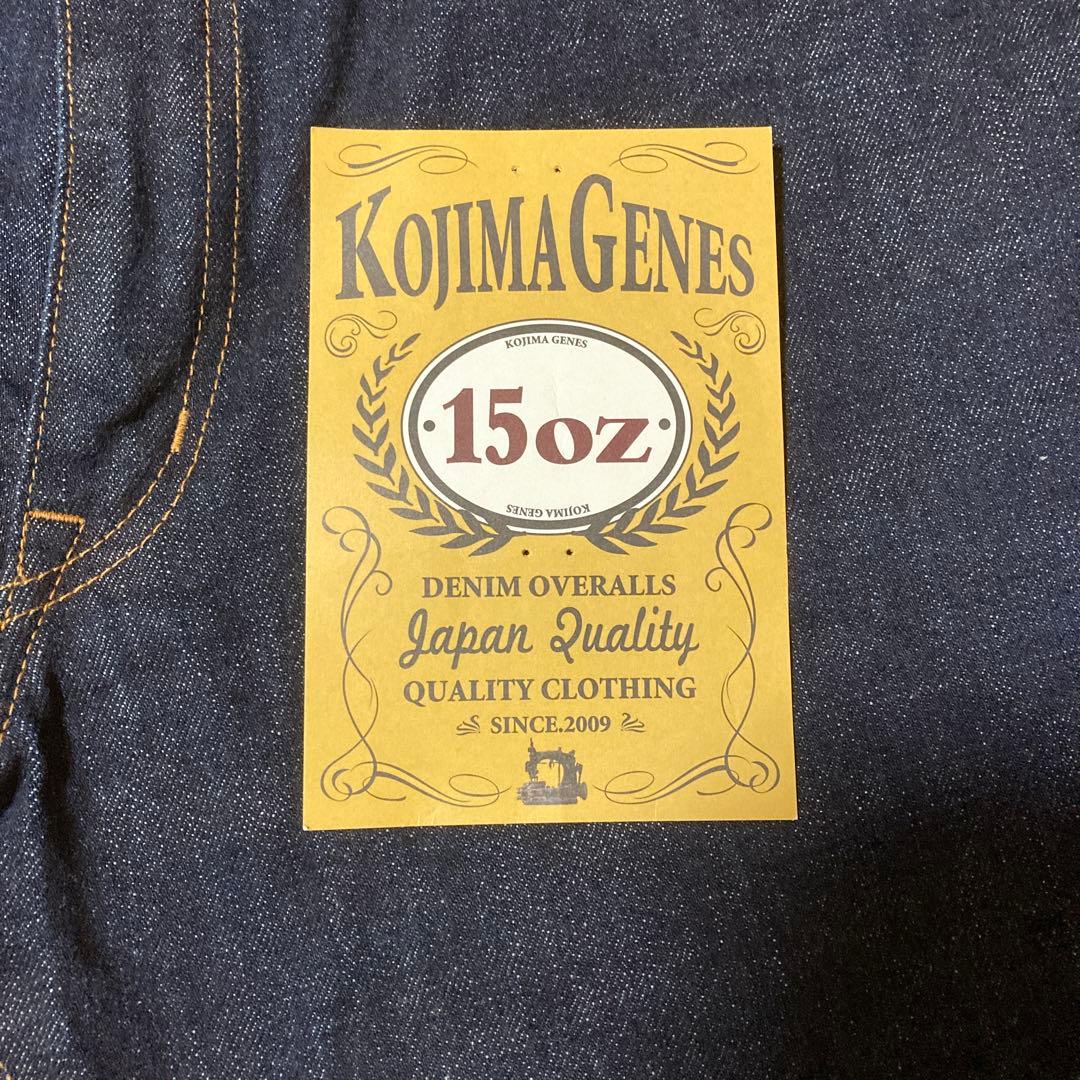 KOJIMA GENES
KOJIMA GENES
15oz
KOJIMA GENES
DENIM OVERALLS
Japan Quality
QUALITY CLOTHING
SINCE.2009